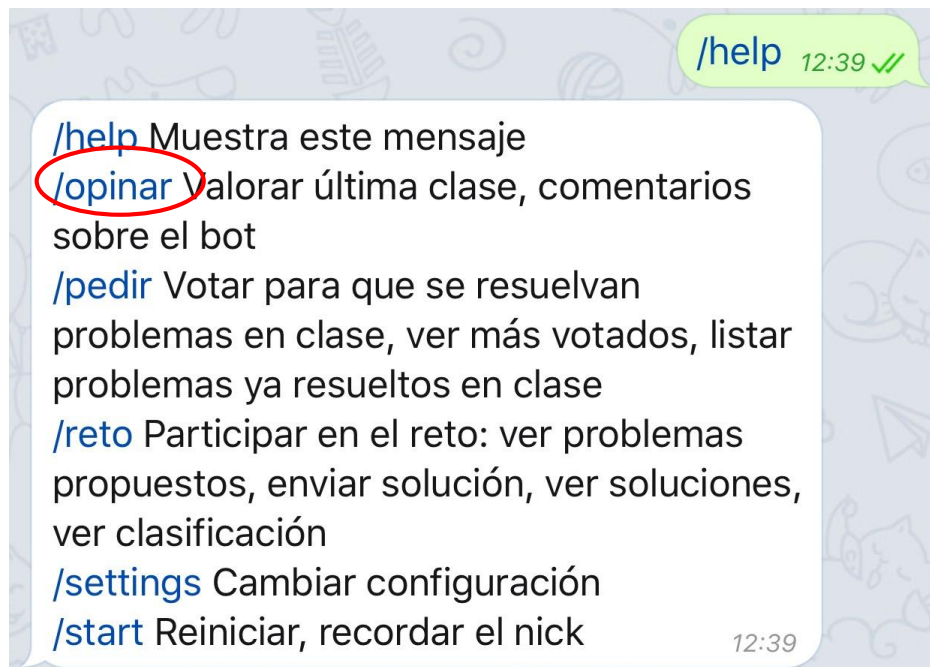 /help 12:39
/help Muestra este mensaje
/opinar Valorar última clase, comentarios
sobre el bot
/pedir Votar para que se resuelvan
problemas en clase, ver más votados, listar
problemas ya resueltos en clase
/reto Participar en el reto: ver problemas
propuestos, enviar solución, ver soluciones,
ver clasificación
/settings Cambiar configuración
/start Reiniciar, recordar el nick 12:39